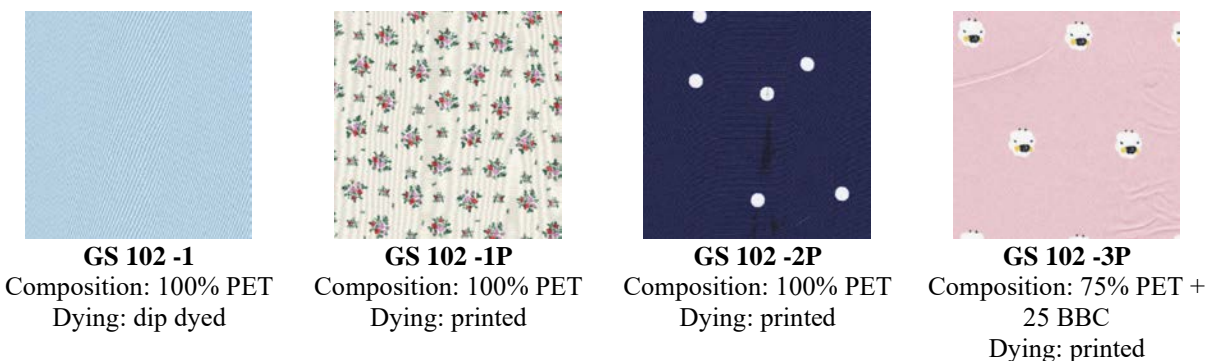 GS 102 -1
Composition: 100% PET
Dying: dip dyed
GS 102 -1P
Composition: 100% PET
Dying: printed
GS 102 -2P
Composition: 100% PET
Dying: printed
GS 102 -3P
Composition: 75% PET +
25 BBC
Dying: printed